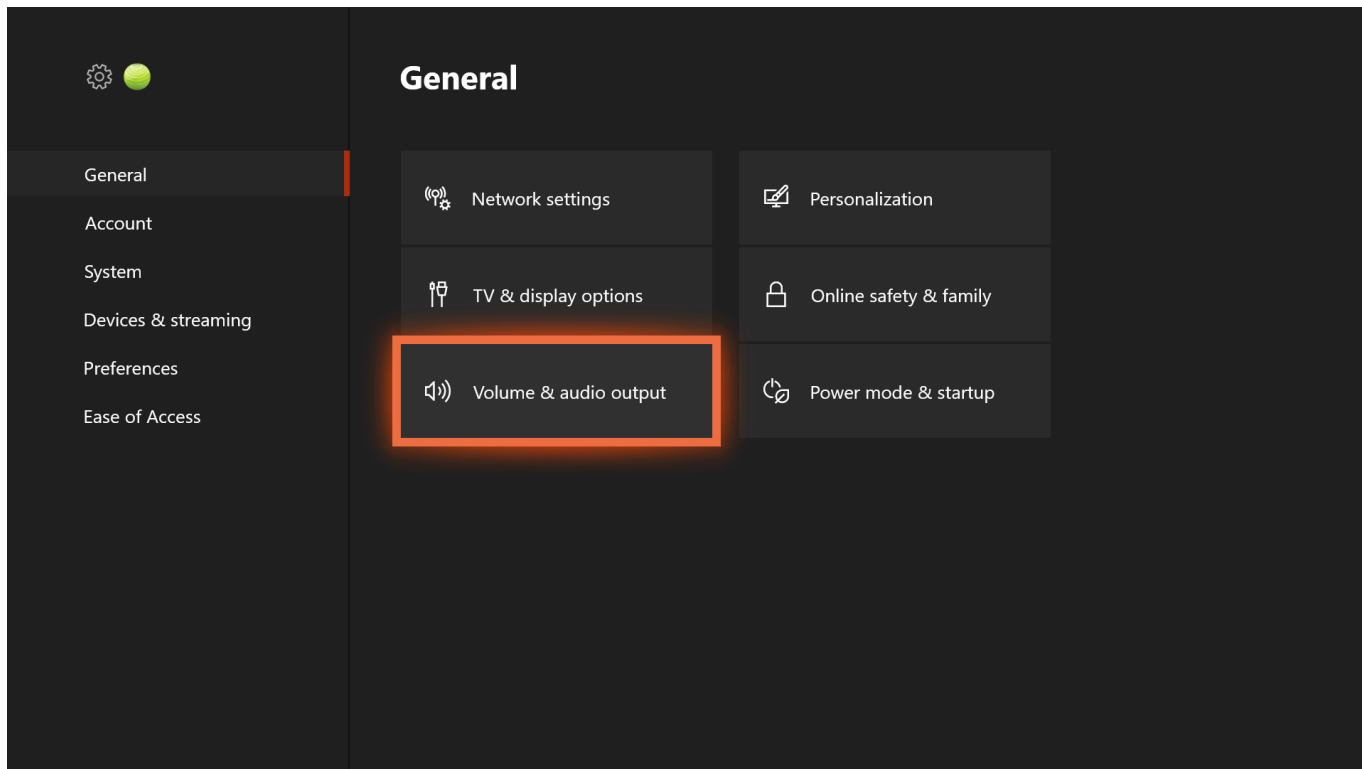 General
General
Account
System
Devices & streaming
Preferences
Ease of Access
Network settings
Personalization
TV & display options
Online safety & family
Volume & audio output
Power mode & startup